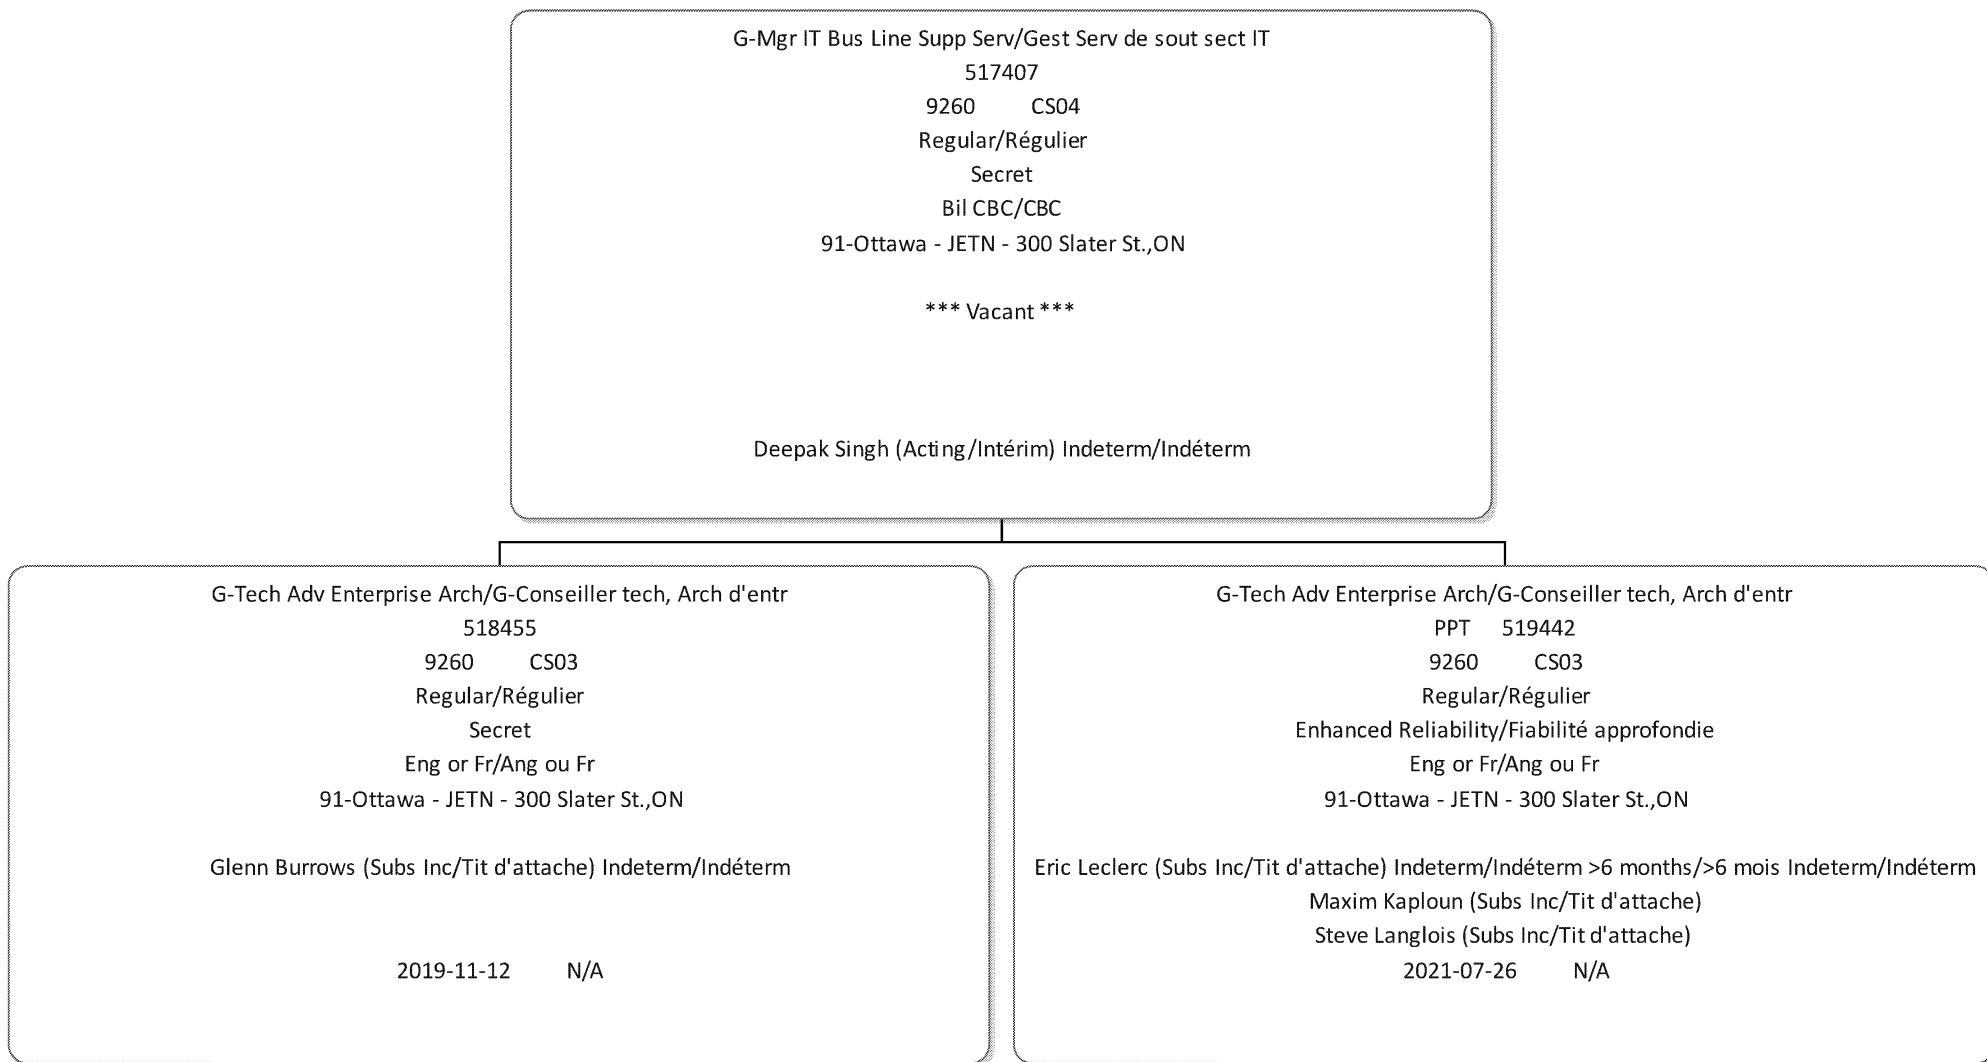 G-Mgr IT Bus Line Supp Serv/Gest Serv de sout sect IT
517407
9260 CS04
Regular/Régulier
Secret
Bil CBC/CBC
91-Ottawa - JETN - 300 Slater St.,ON
*** Vacant ***
Deepak Singh (Acting/Intérim) Indeterm/Indéterm
G-Tech Adv Enterprise Arch/G-Conseiller tech, Arch d'entr
518455
9260 CS03
Regular/Régulier
Secret
Eng or Fr/Ang ou Fr
91-Ottawa - JETN - 300 Slater St.,ON
Glenn Burrows (Subs Inc/Tit d'attache) Indeterm/Indéterm
2019-11-12 N/A
G-Tech Adv Enterprise Arch/G-Conseiller tech, Arch d'entr
PPT 519442
9260 CS03
Regular/Régulier
Enhanced Reliability/Fiabilité approfondie
Eng or Fr/Ang ou Fr
91-Ottawa - JETN - 300 Slater St.,ON
Eric Leclerc (Subs Inc/Tit d'attache) Indeterm/Indéterm >6 months/>6 mois Indeterm/Indéterm
Maxim Kaploun (Subs Inc/Tit d'attache)
Steve Langlois (Subs Inc/Tit d'attache)
2021-07-26 N/A